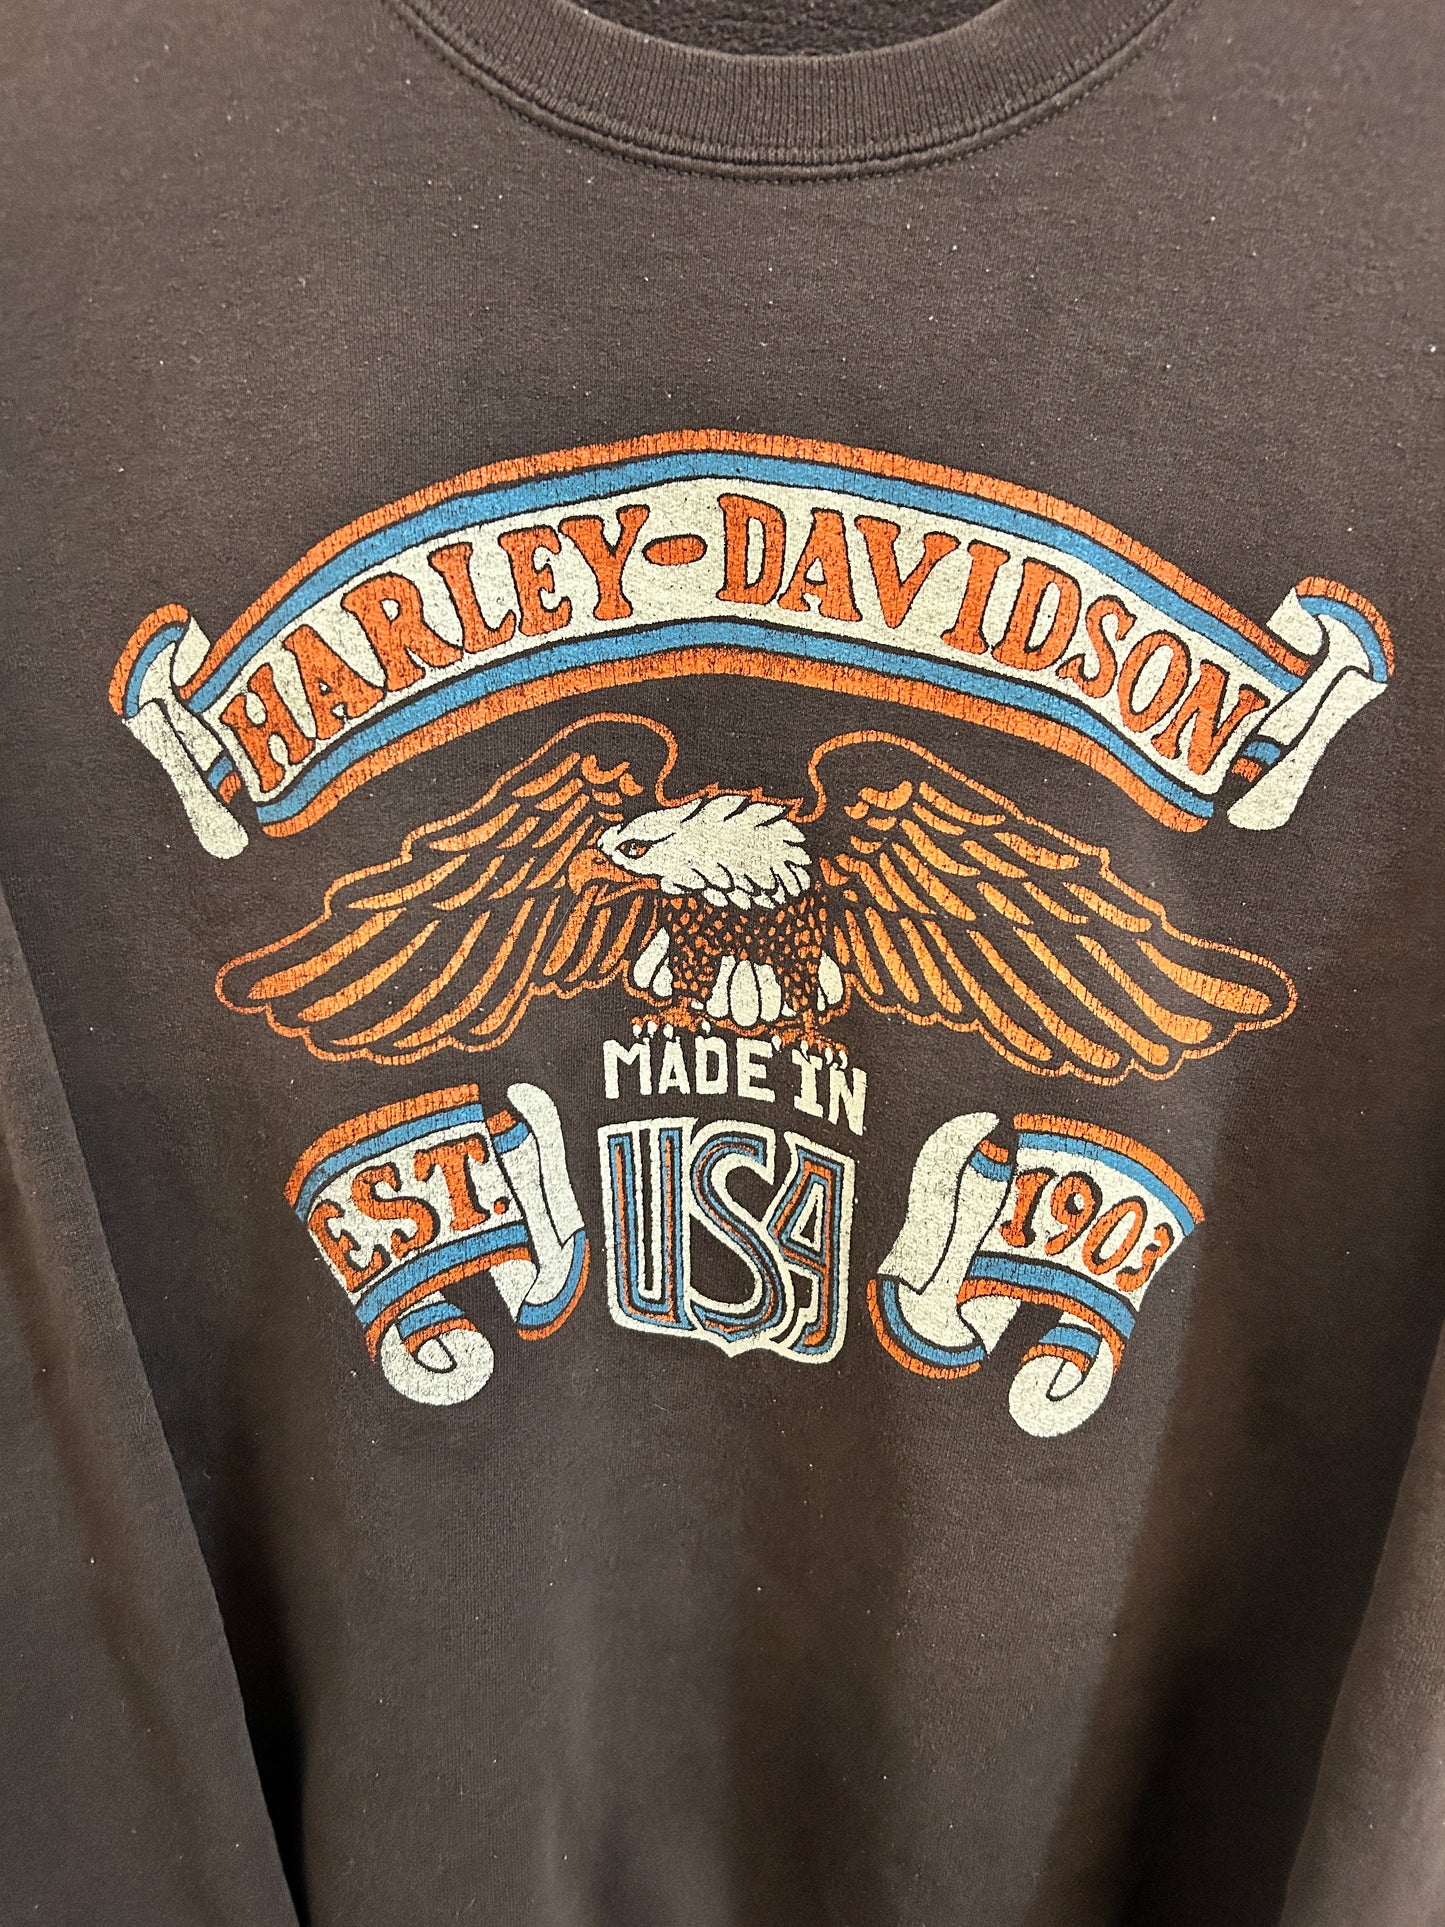 HARLEY-DAVIDSON
MADE IN
USA
EST. 1903